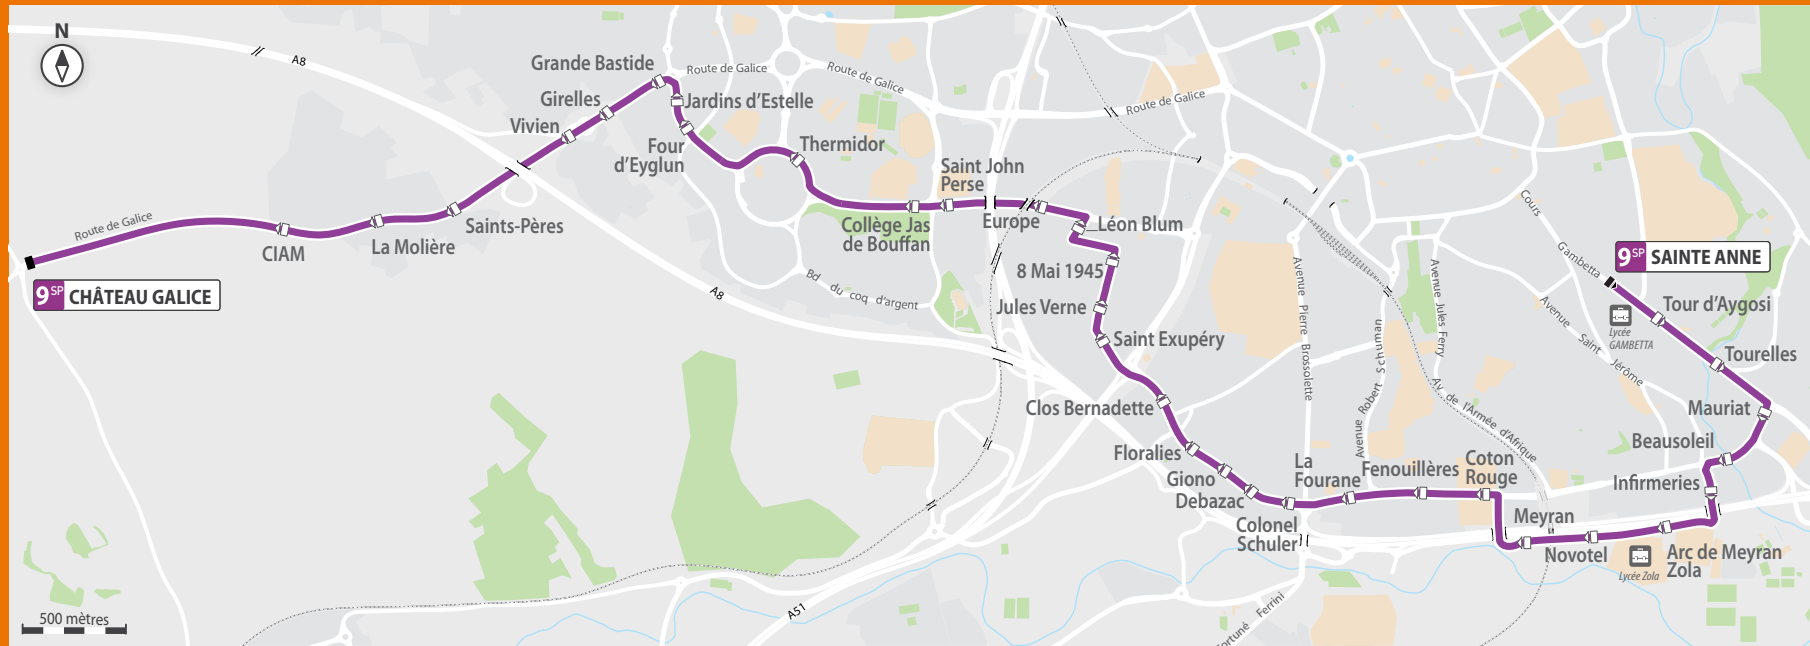 N
A8
Grande Bastide
Route de Galice
Route de Galice
Route de Galice
Girelles
Jardins d'Estelle
Vivien
Four
d'Eyglun
Thermidor
Saint John
Perse
Route de Galice
CIAM
La Molière
Saints-Pères
Collège Jas
de Bouffan
Europe
Léon Blum
8 Mai 1945
Cours
Gambetta
9SP SAINTE ANNE
9SP CHÂTEAU GALICE
A8
Bd du coq d'argent
Jules Verne
Saint Exupéry
Avenue Pierre Brossolette
Avenue Robert Schuman
Avenue Jules Ferry
Avenue Saint Jérôme
Lycée
GAMBETTA
Tour d'Aygosi
Tourelles
Clos Bernadette
Av. de l'Armée d'Afrique
Mauriat
Beausoleil
Floralies
Giono
Debazac
La
Fourane
Fenouillères
Coton
Rouge
Infirmeries
Colonel
Schuler
Meyran
Novotel
Lycée Zola
Arc de Meyran
Zola
500 mètres
A51
Fortuné Ferrini